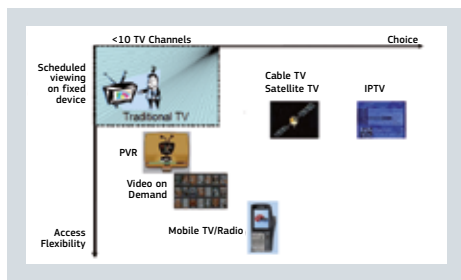 <10 TV Channels
Choice
Scheduled
viewing
on fixed
device
Cable TV
Satellite TV
IPTV
Traditional TV
PVR
Video on
Demand
Mobile TV/Radio
Access
Flexibility